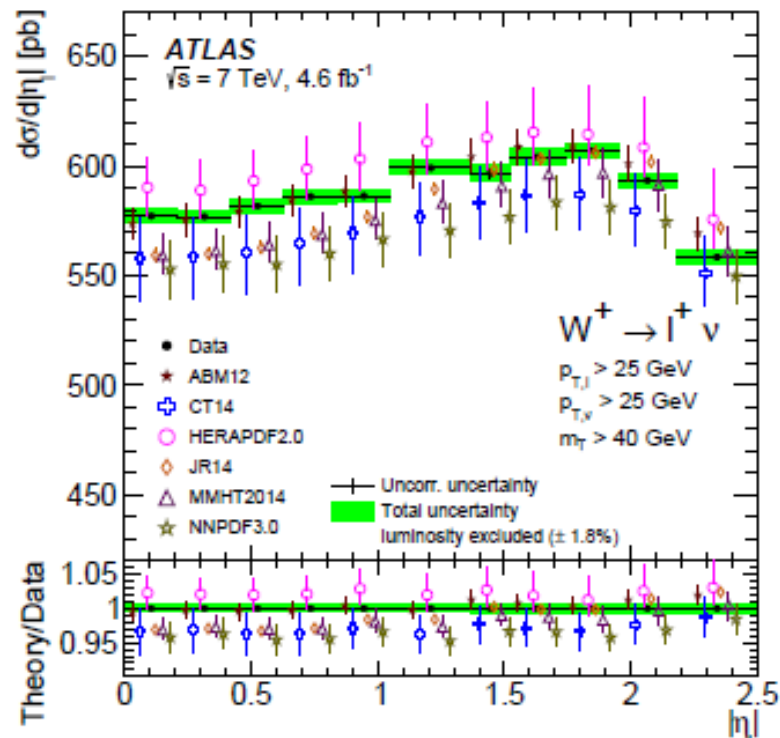 dσ/d|η| [pb]
650
600
550
500
450
ATLAS
√s = 7 TeV, 4.6 fb⁻¹
W⁺ → l⁺ ν
p_T,l > 25 GeV
p_T,ν > 25 GeV
m_T > 40 GeV
Data
ABM12
CT14
HERAPDF2.0
JR14
MMHT2014
NNPDF3.0
Uncorr. uncertainty
Total uncertainty
luminosity excluded (± 1.8%)
Theory/Data
1.05
1
0.95
0 0.5 1 1.5 2 2.5
|η|